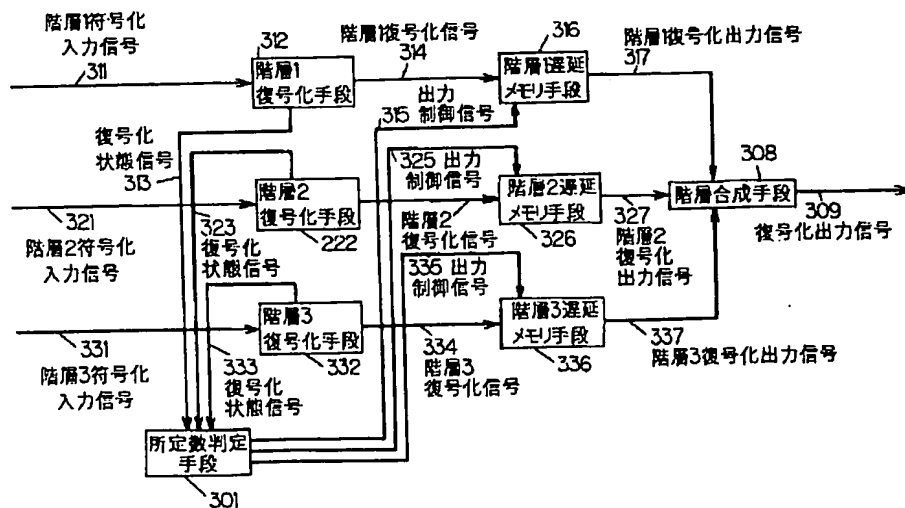 階層1符号化
入力信号
311
312
階層1
復号化手段
階層1復号化信号
314
316
階層1遅延
メモリ手段
階層1復号化出力信号
317
復号化
状態信号
313
315
出力
制御信号
325 出力
制御信号
階層2
復号化手段
222
321
階層2符号化
入力信号
323
復号化
状態信号
階層2
復号化信号
階層2遅延
メモリ手段
326
327
階層2
復号化
出力信号
308
階層合成手段
309
復号化出力信号
335 出力
制御信号
階層3
復号化手段
332
331
階層3符号化
入力信号
333
復号化
状態信号
334
階層3
復号化信号
階層3遅延
メモリ手段
336
337
階層3復号化出力信号
所定数判定
手段
301